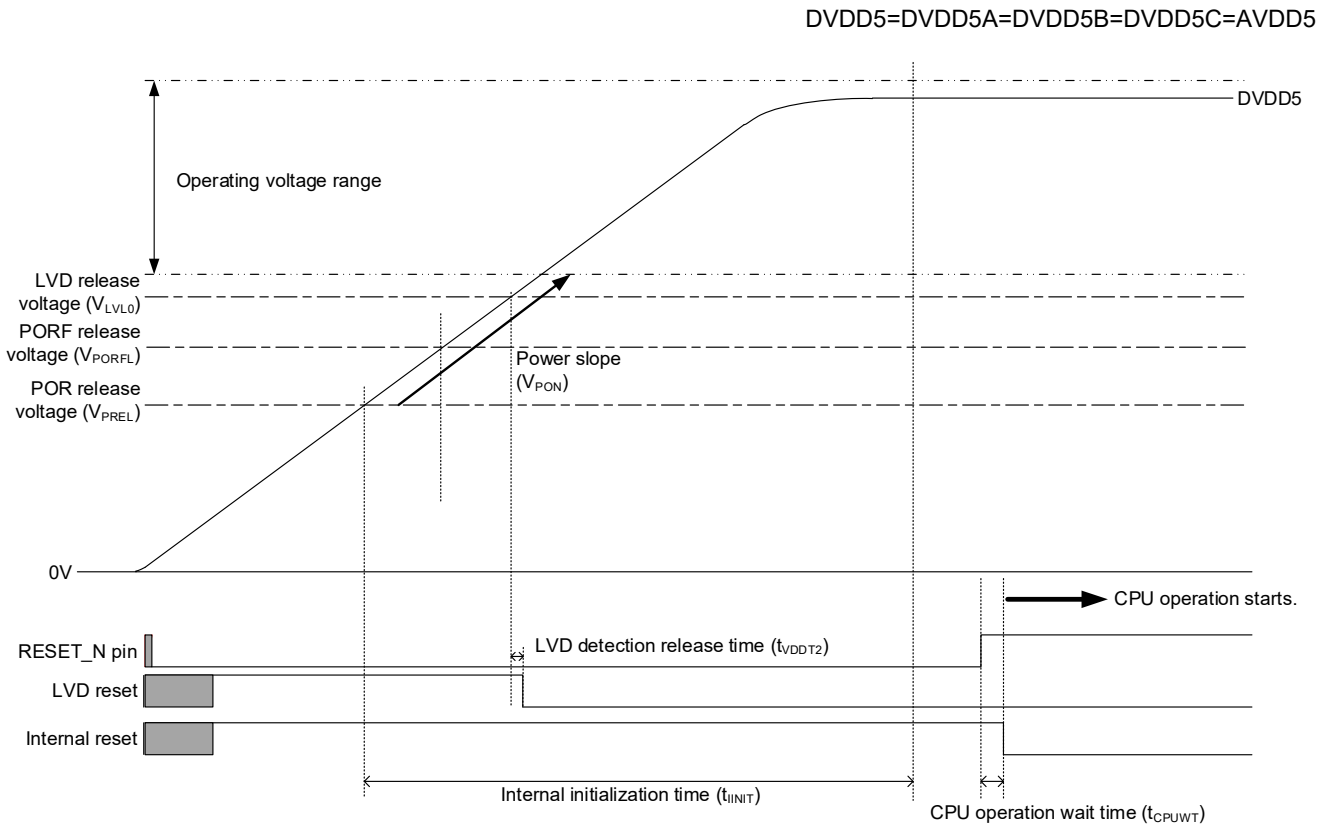 DVDD5=DVDD5A=DVDD5B=DVDD5C=AVDD5
DVDD5
Operating voltage range
LVD release
voltage (VLVL0)
PORF release
voltage (VPORFL)
Power slope
(VPON)
POR release
voltage (VPREL)
0V
CPU operation starts.
RESET_N pin
LVD detection release time (tVDDT2)
LVD reset
Internal reset
Internal initialization time (tIINIT)
CPU operation wait time (tCPUWT)